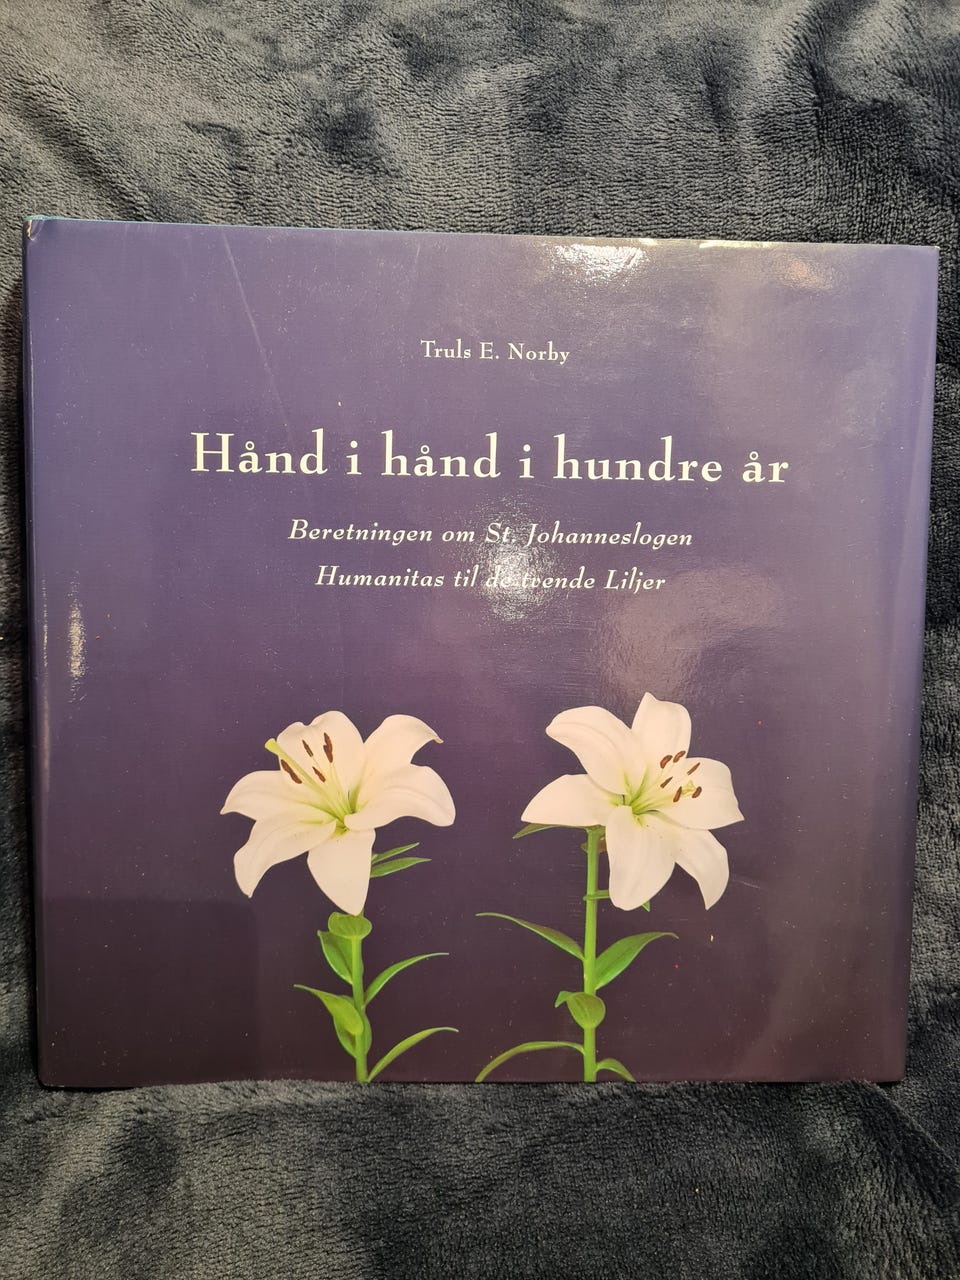 Truls E. Norby
Hånd i hånd i hundre år
Beretningen om St. Johanneslogen
Humanitas til de tvende Liljer